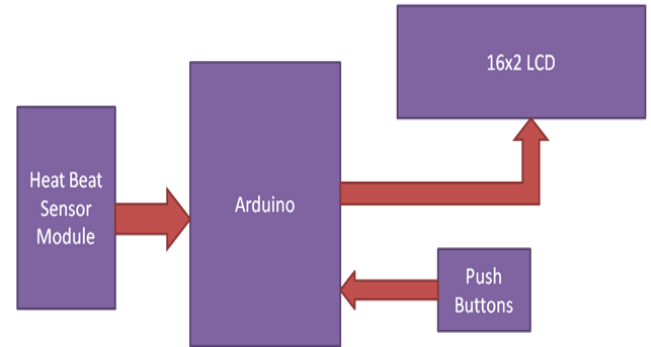 16x2 LCD
Heat Beat
Sensor
Module
Arduino
Push
Buttons